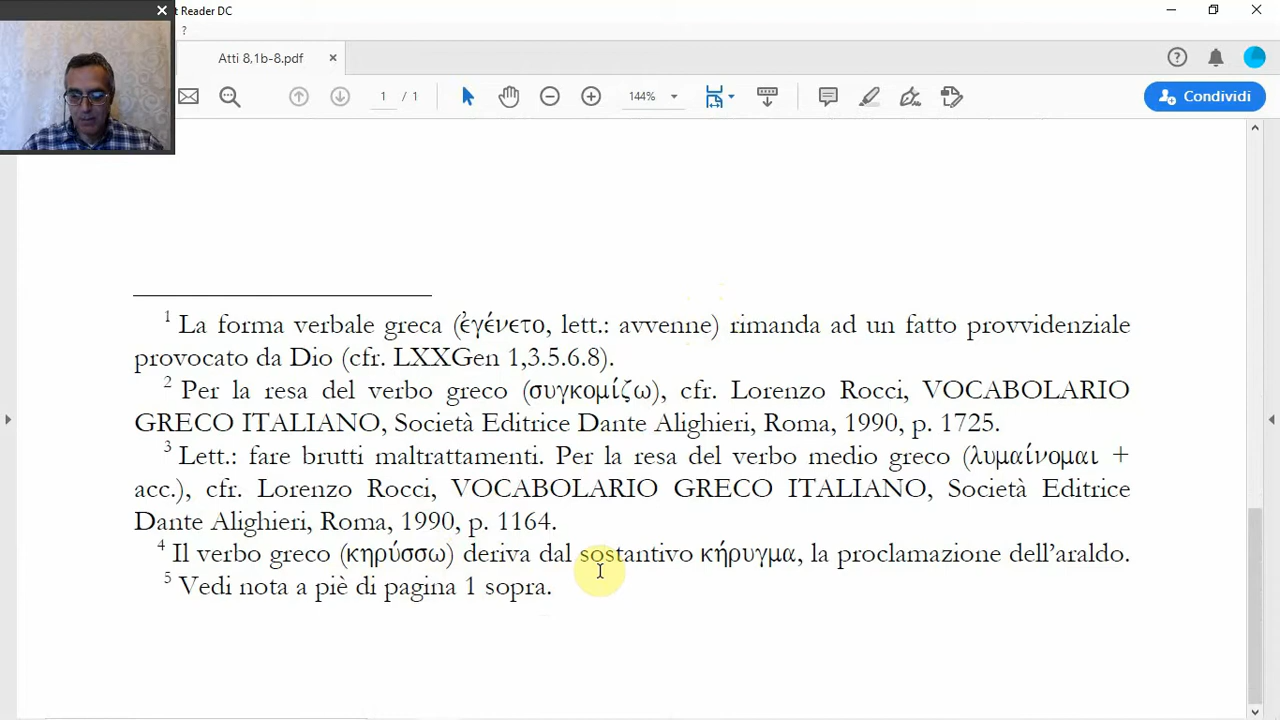 t Reader DC
?
Atti 8,1b-8.pdf
1 / 1
144%
Condividi
1 La forma verbale greca (ἐγένετο, lett.: avvenne) rimanda ad un fatto provvidenziale
provocato da Dio (cfr. LXXGen 1,3.5.6.8).
2 Per la resa del verbo greco (συγκομίζω), cfr. Lorenzo Rocci, VOCABOLARIO
GRECO ITALIANO, Società Editrice Dante Alighieri, Roma, 1990, p. 1725.
3 Lett.: fare brutti maltrattamenti. Per la resa del verbo medio greco (λυμαίνομαι +
acc.), cfr. Lorenzo Rocci, VOCABOLARIO GRECO ITALIANO, Società Editrice
Dante Alighieri, Roma, 1990, p. 1164.
4 Il verbo greco (κηρύσσω) deriva dal sostantivo κήρυγμα, la proclamazione dell’araldo.
5 Vedi nota a piè di pagina 1 sopra.